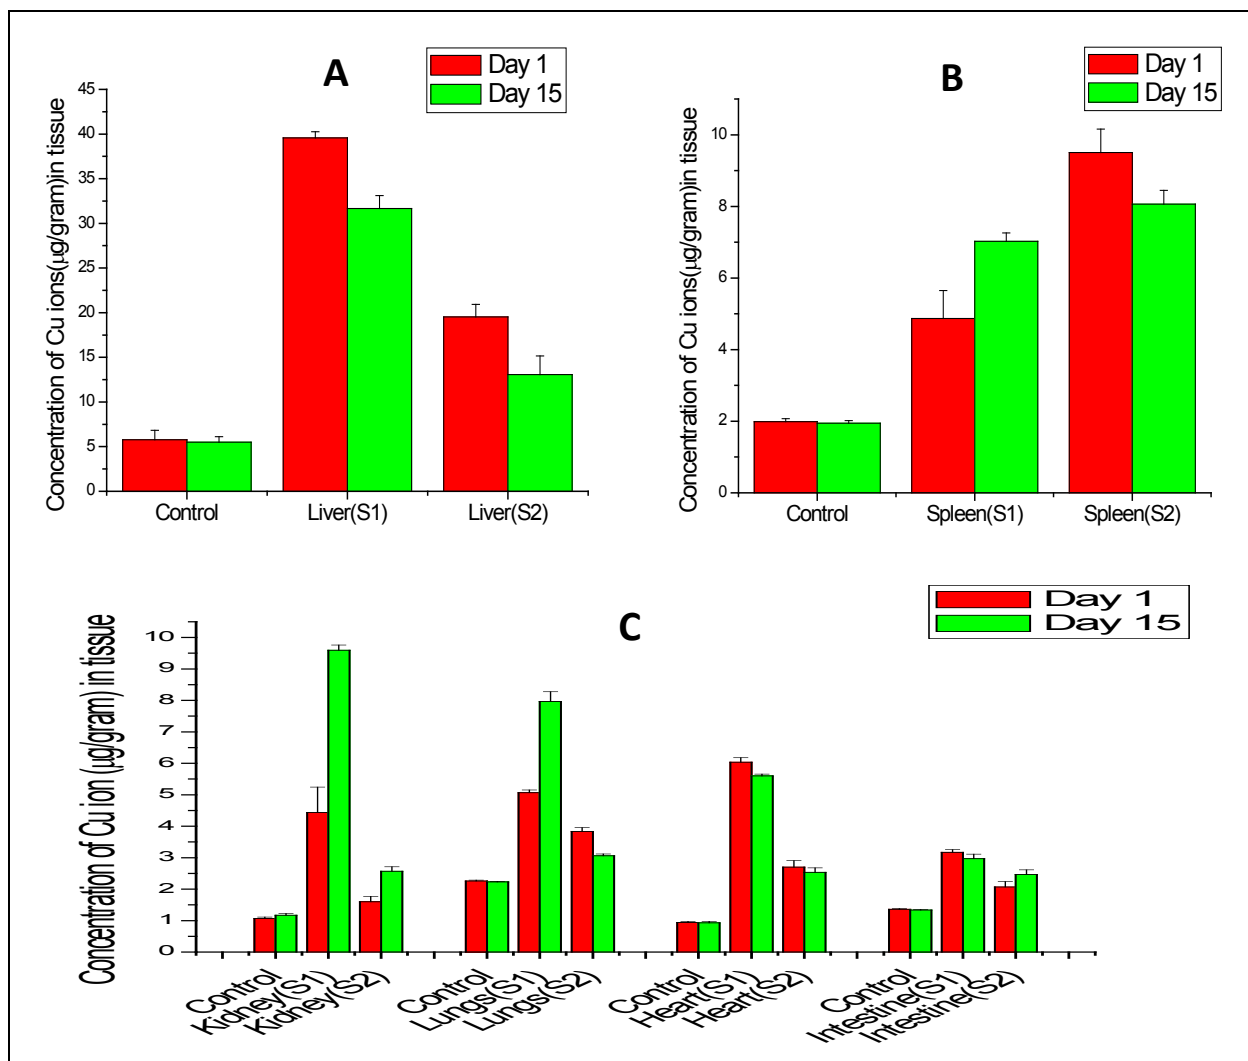 A
Day 1
Day 15
Concentration of Cu ions(µg/gram)in tissue
45
40
35
30
25
20
15
10
5
0
Control
Liver(S1)
Liver(S2)
B
Day 1
Day 15
Concentration of Cu ions(µg/gram)in tissue
10
8
6
4
2
0
Control
Spleen(S1)
Spleen(S2)
C
Day 1
Day 15
Concentration of Cu ion (µg/gram) in tissue
10
9
8
7
6
5
4
3
2
1
0
Control
Kidney(S1)
Kidney(S2)
Control
Lungs(S1)
Lungs(S2)
Control
Heart(S1)
Heart(S2)
Control
Intestine(S1)
Intestine(S2)